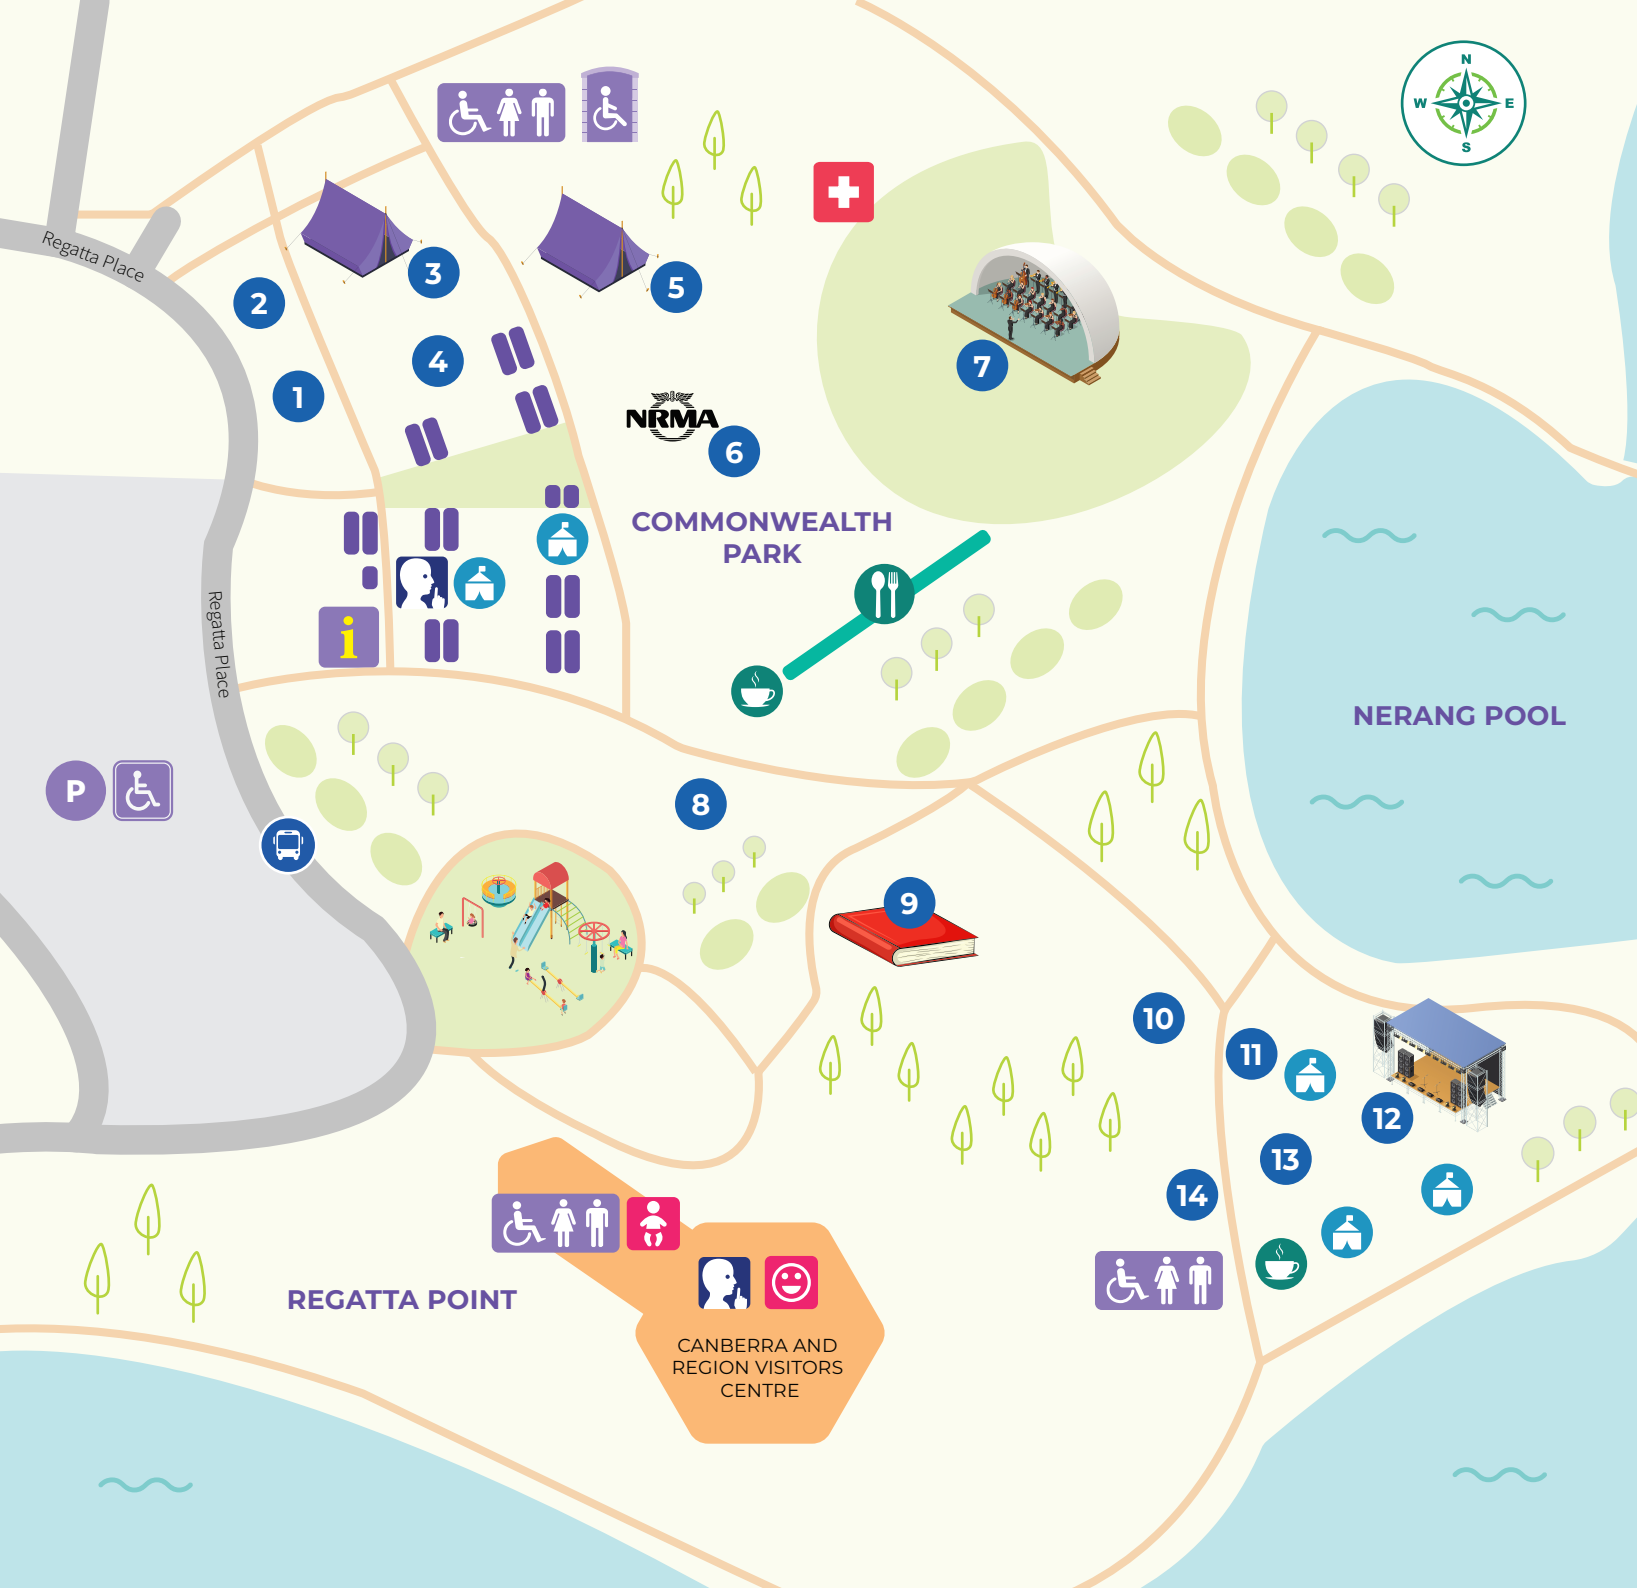 N
W E
S
Regatta Place
3
2
5
4
7
1
NRMA
6
COMMONWEALTH
PARK
i
Regatta Place
NERANG POOL
P
8
9
10
11
12
13
14
REGATTA POINT
CANBERRA AND
REGION VISITORS
CENTRE